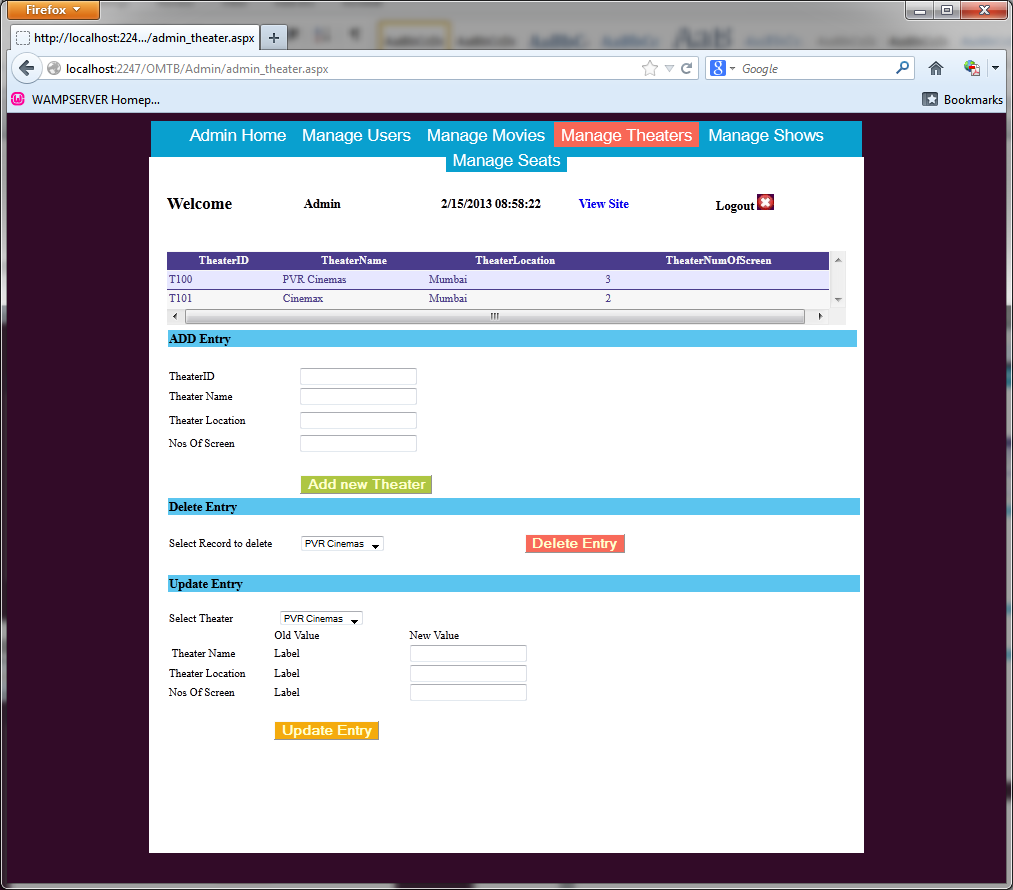 Firefox
http://localhost:224.../admin_theater.aspx
localhost:2247/OMTB/Admin/admin_theater.aspx
Google
WAMPSERVER Homep...
Bookmarks
Admin Home Manage Users Manage Movies Manage Theaters Manage Shows
Manage Seats
Welcome Admin 2/15/2013 08:58:22 View Site Logout
TheaterID TheaterName TheaterLocation TheaterNumOfScreen
T100 PVR Cinemas Mumbai 3
T101 Cinemax Mumbai 2
ADD Entry
TheaterID
Theater Name
Theater Location
Nos Of Screen
Add new Theater
Delete Entry
Select Record to delete PVR Cinemas Delete Entry
Update Entry
Select Theater PVR Cinemas
Old Value New Value
Theater Name Label
Theater Location Label
Nos Of Screen Label
Update Entry